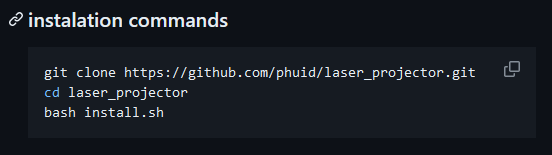 instalation commands
git clone https://github.com/phuid/laser_projector.git
cd laser_projector
bash install.sh